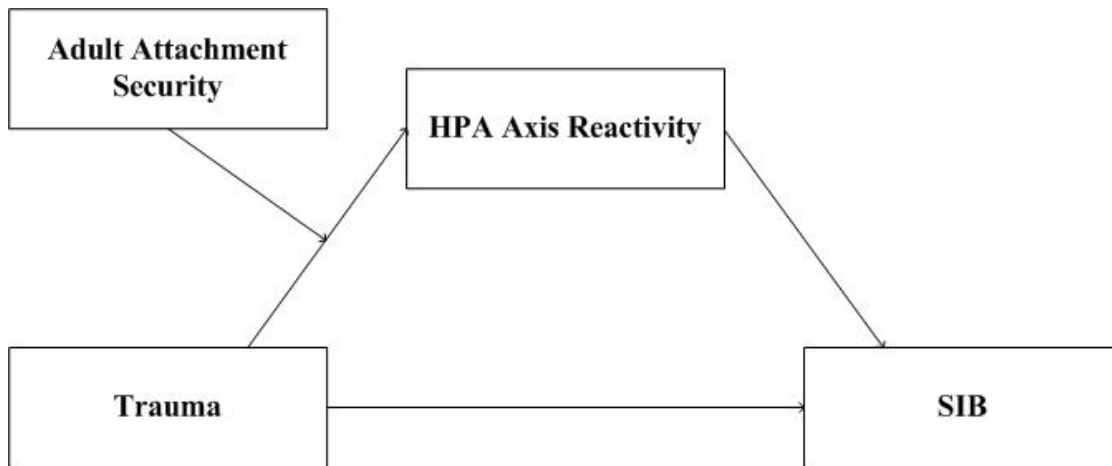 Adult Attachment
Security
HPA Axis Reactivity
Trauma
SIB